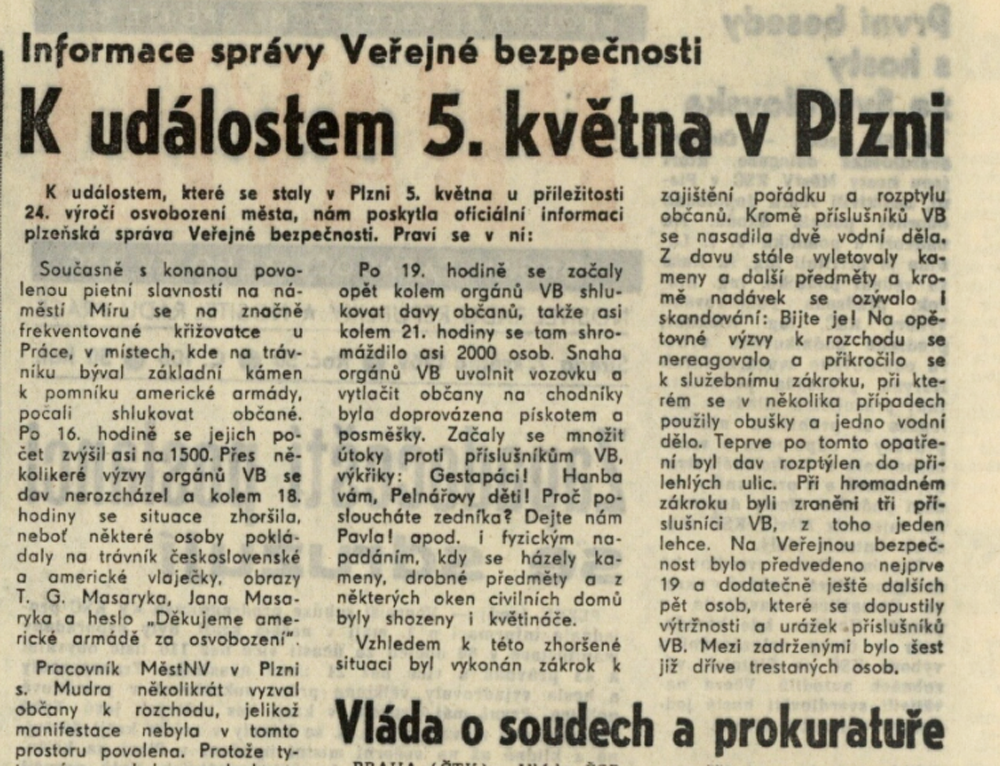 Informace správy Veřejné bezpečnosti
K událostem 5. května v Plzni
K událostem, které se staly v Plzni 5. května u příležitosti
24. výročí osvobození města, nám poskytla oficiální informaci
plzeňská správa Veřejné bezpečnosti. Praví se v ní:
Současně s konanou povo-
lenou pietní slavností na ná-
městí Míru se na značně
frekventované křižovatce u
Práce, v místech, kde na tráv-
níku býval základní kámen
k pomníku americké armády,
počali shlukovat občané.
Po 16. hodině se jejich po-
čet zvýšil asi na 1500. Přes ně-
kolikeré výzvy orgánů VB se
dav nerozcházel a kolem 18.
hodiny se situace zhoršila,
neboť některé osoby poklá-
daly na trávník československé
a americké vlaječky, obrazy
T. G. Masaryka, Jana Masa-
ryka a heslo „Děkujeme ame-
rické armádě za osvobození".
Pracovník MěstNV v Plzni
s. Mudra několikrát vyzval
občany k rozchodu, jelikož
manifestace nebyla v tomto
prostoru povolena. Protože ty-
Po 19. hodině se začaly
opět kolem orgánů VB shlu-
kovat davy občanů, takže asi
kolem 21. hodiny se tam shro-
máždilo asi 2000 osob. Snaha
orgánů VB uvolnit vozovku a
vytlačit občany na chodníky
byla doprovázena pískotem a
posměšky. Začaly se množit
útoky proti příslušníkům VB,
výkřiky: Gestapáci! Hanba
vám, Pelnářovy děti! Proč po-
sloucháte zedníka? Dejte nám
Pavla! apod. i fyzickým na-
padáním, kdy se házely ka-
meny, drobné předměty a z
některých oken civilních domů
byly shozeny i květináče.
Vzhledem k této zhoršené
situaci byl vykonán zákrok k
zajištění pořádku a rozptylu
občanů. Kromě příslušníků VB
se nasadila dvě vodní děla.
Z davu stále vyletovaly ka-
meny a další předměty a kro-
mě nadávek se ozývalo i
skandování: Bijte je! Na opě-
tovné výzvy k rozchodu se
nereagovalo a přikročilo se
k služebnímu zákroku, při kte-
rém se v několika případech
použily obušky a jedno vodní
dělo. Teprve po tomto opatře-
ní byl dav rozptýlen do při-
lehlých ulic. Při hromadném
zákroku byli zraněni tři pří-
slušníci VB, z toho jeden
lehce. Na Veřejnou bezpeč-
nost bylo předvedeno nejprve
19 a dodatečně ještě dalších
pět osob, které se dopustily
výtržnosti a urážek příslušníků
VB. Mezi zadrženými bylo šest
již dříve trestaných osob.
Vláda o soudech a prokuratuře